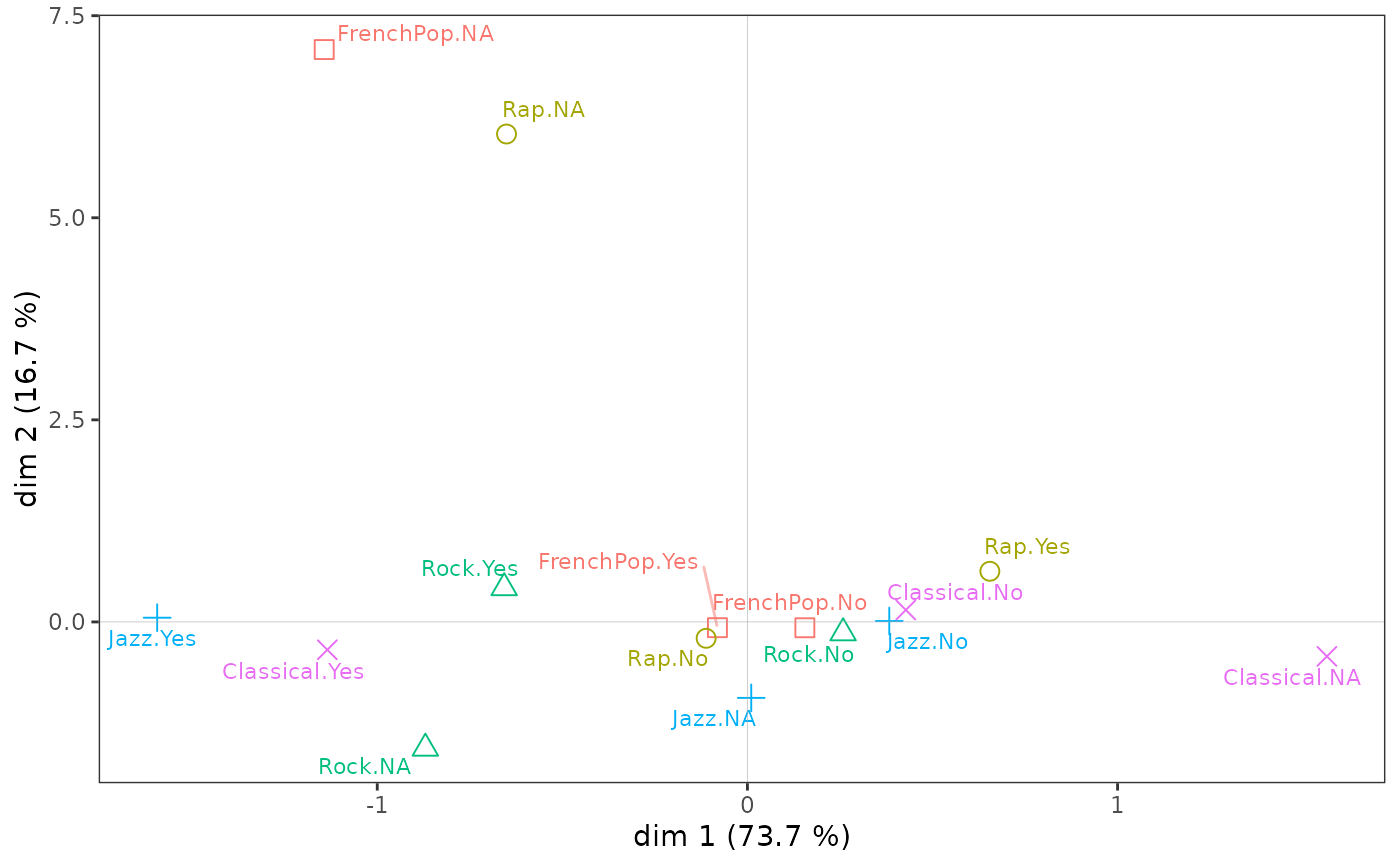 7.5
FrenchPop.NA
Rap.NA
5.0
2.5
dim 2 (16.7 %)
FrenchPop.Yes
Rock.Yes
Rap.Yes
Classical.No
FrenchPop.No
0.0
Jazz.Yes
Jazz.No
Rock.No
Rap.No
Classical.Yes
Classical.NA
Jazz.NA
Rock.NA
-1
0
1
dim 1 (73.7 %)